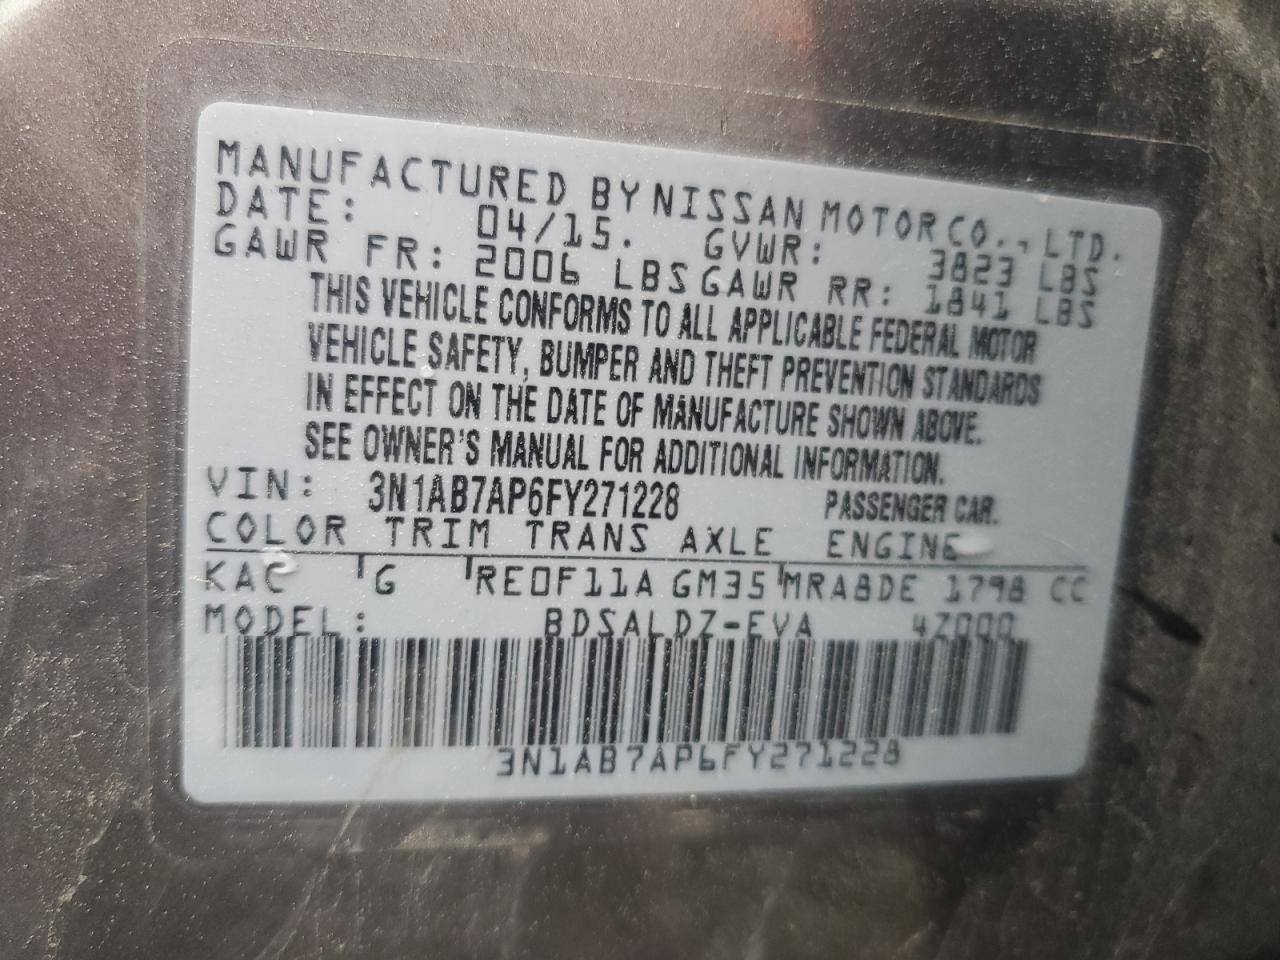 MANUFACTURED BY NISSAN MOTOR CO., LTD.
DATE: 04/15. GVWR: 3823 LBS
GAWR FR: 2006 LBS GAWR RR: 1841 LBS
THIS VEHICLE CONFORMS TO ALL APPLICABLE FEDERAL MOTOR
VEHICLE SAFETY, BUMPER AND THEFT PREVENTION STANDARDS
IN EFFECT ON THE DATE OF MANUFACTURE SHOWN ABOVE.
SEE OWNER'S MANUAL FOR ADDITIONAL INFORMATION.
VIN: 3N1AB7AP6FY271228 PASSENGER CAR.
COLOR TRIM TRANS AXLE ENGINE
KAC G RE0F11A GM35 MRA8DE 1798 CC
MODEL: BDSALDZ-EVA 4Z000
3N1AB7AP6FY271228